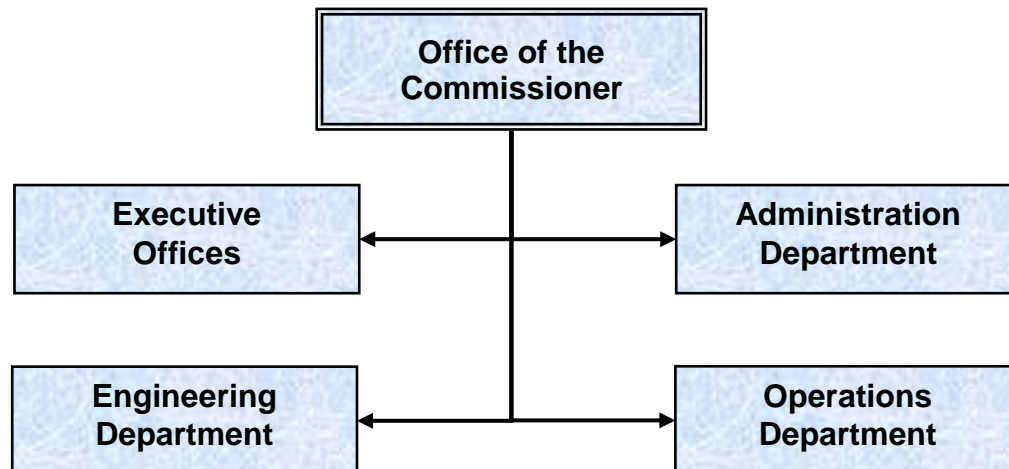 Office of the
Commissioner
Executive
Offices
Administration
Department
Engineering
Department
Operations
Department